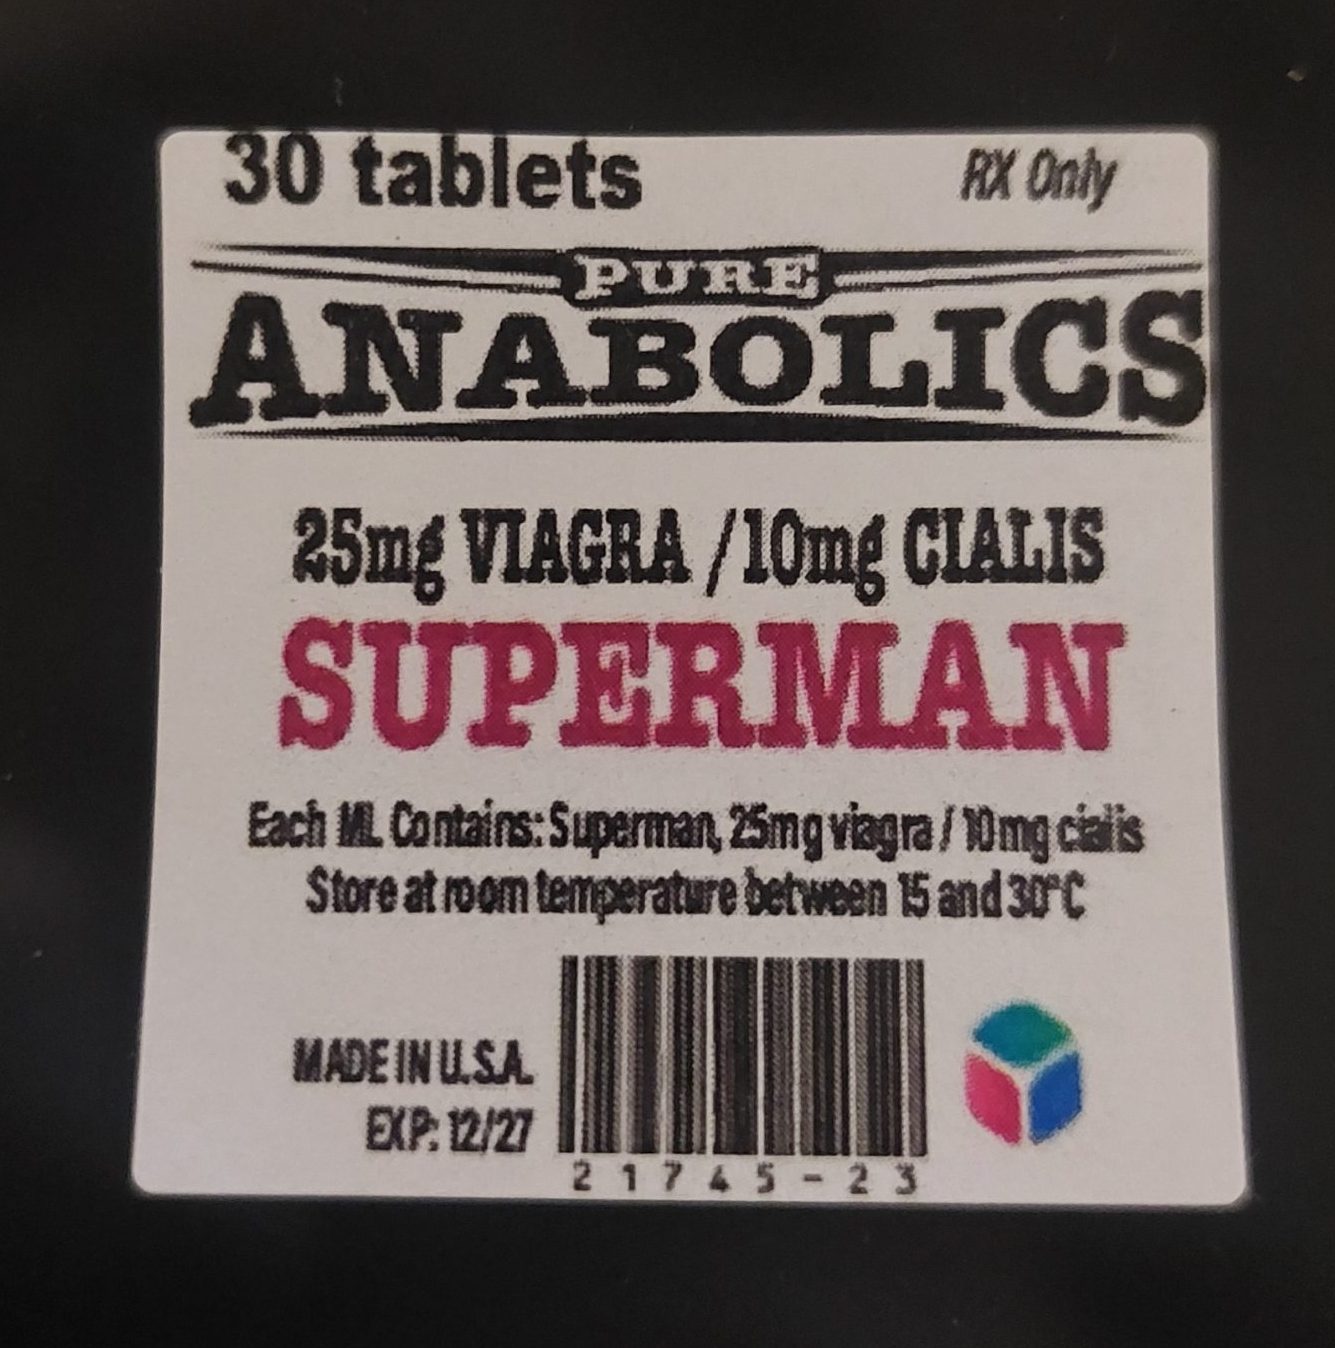 30 tablets
RX Only
PURE
ANABOLICS
25mg VIAGRA / 10mg CIALIS
SUPERMAN
Each ML Contains: Superman, 25mg viagra / 10mg cialis
Store at room temperature between 15 and 30°C
MADE IN U.S.A.
EXP: 12/27
21745-23